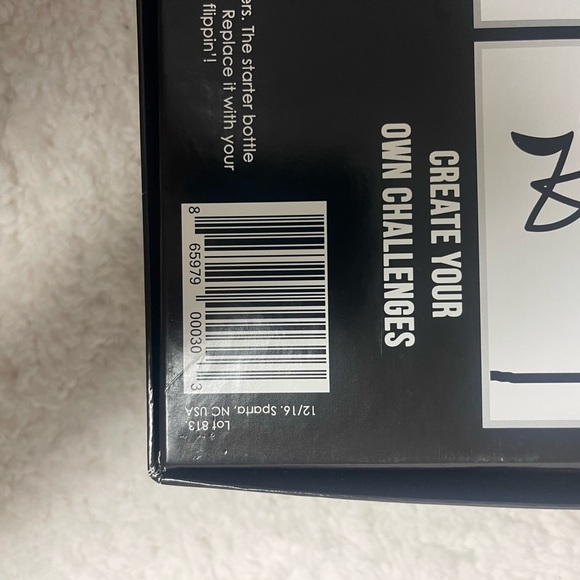 ers. The starter bottle
Replace it with your
flippin'!
CREATE YOUR
OWN CHALLENGES
8 65979 00030 3
12/16. Sparta, NC USA
Lot 813